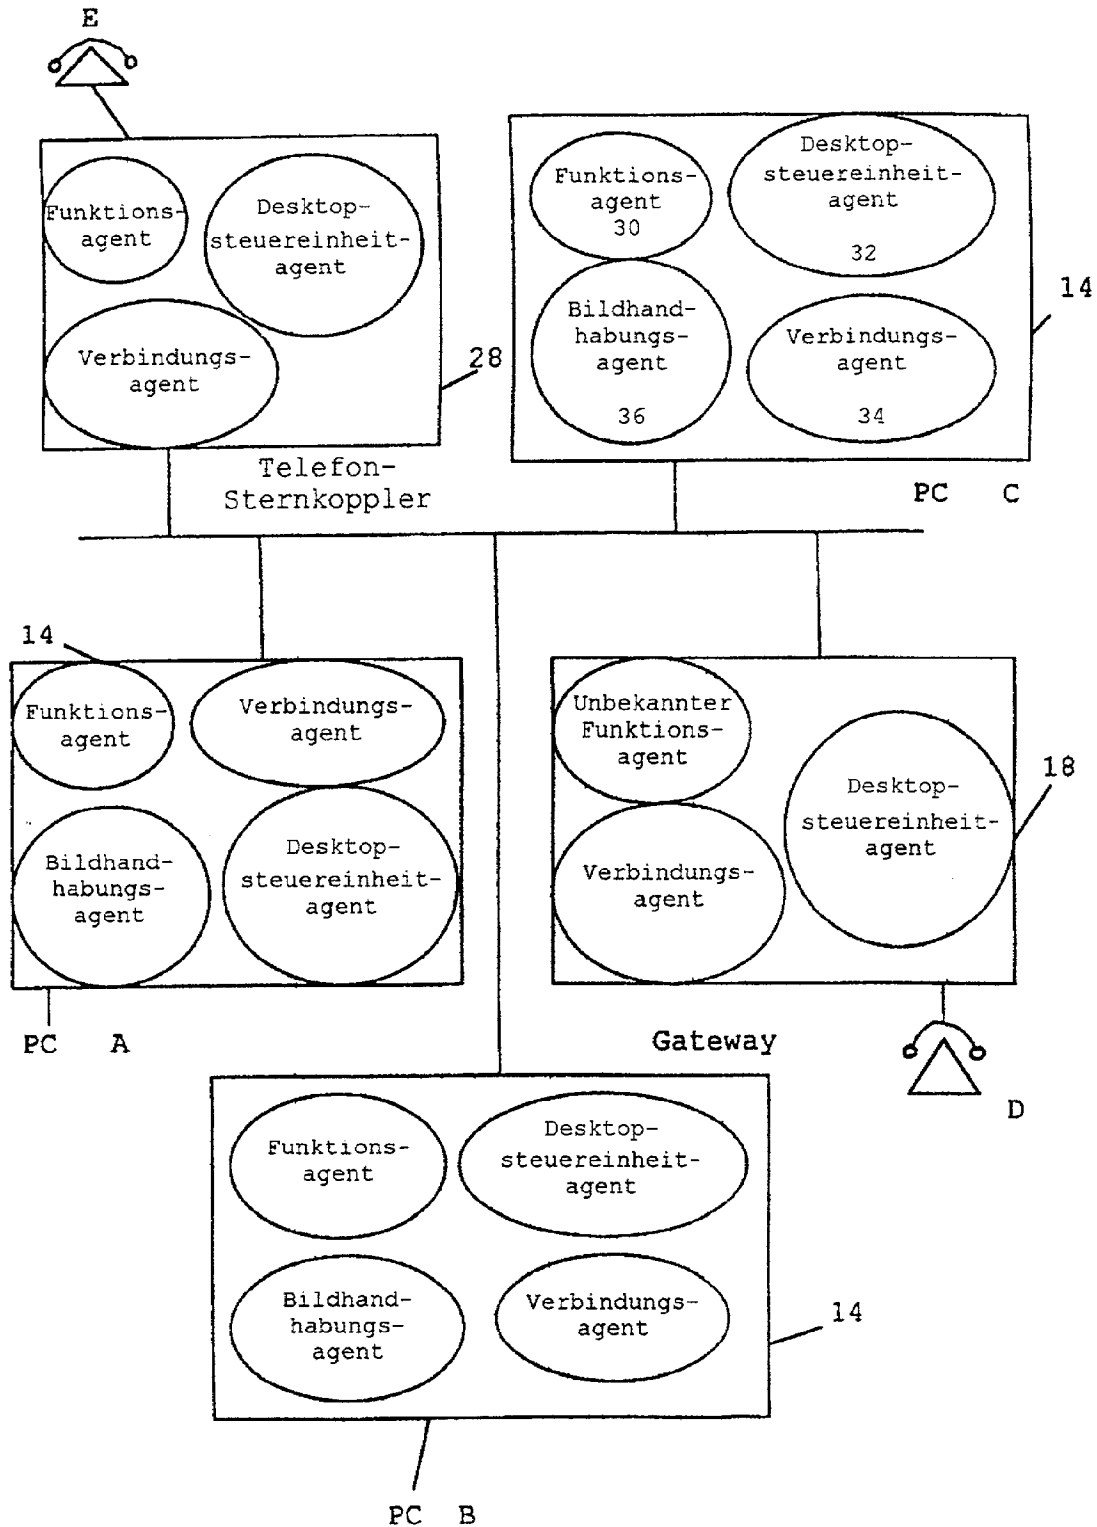 E
Funktions-
agent
Desktop-
steuereinheit-
agent
Verbindungs-
agent
28
Telefon-
Sternkoppler
Funktions-
agent
30
Desktop-
steuereinheit-
agent
32
Bildhand-
habungs-
agent
36
Verbindungs-
agent
34
14
PC C
14
Funktions-
agent
Verbindungs-
agent
Bildhand-
habungs-
agent
Desktop-
steuereinheit-
agent
PC A
Unbekannter
Funktions-
agent
Desktop-
steuereinheit-
agent
Verbindungs-
agent
18
Gateway
D
Funktions-
agent
Desktop-
steuereinheit-
agent
Bildhand-
habungs-
agent
Verbindungs-
agent
14
PC B